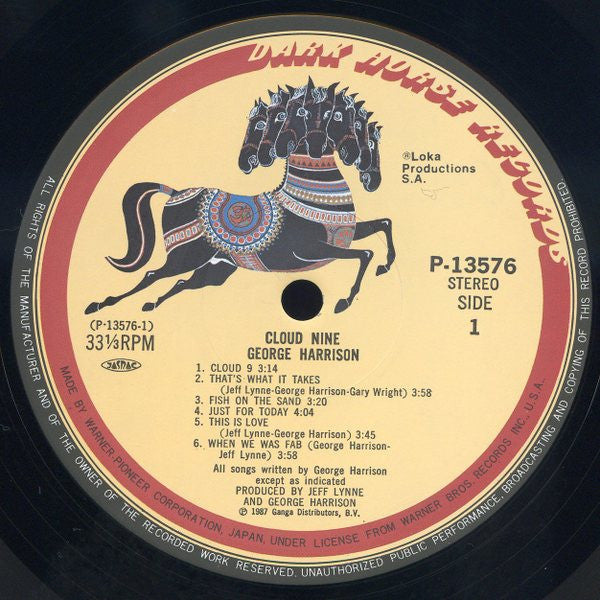 DARK HORSE RECORDS
®Loka
Productions
S.A.
P-13576
STEREO
SIDE
1
(P-13576-1)
33⅓RPM
JASRAC
CLOUD NINE
GEORGE HARRISON
1. CLOUD 9 3:14
2. THAT'S WHAT IT TAKES
(Jeff Lynne-George Harrison-Gary Wright) 3:58
3. FISH ON THE SAND 3:20
4. JUST FOR TODAY 4:04
5. THIS IS LOVE
(Jeff Lynne-George Harrison) 3:45
6. WHEN WE WAS FAB (George Harrison-
Jeff Lynne) 3:58
All songs written by George Harrison
except as indicated
PRODUCED BY JEFF LYNNE
AND GEORGE HARRISON
℗ 1987 Ganga Distributors, B.V.
MADE BY WARNER-PIONEER CORPORATION, JAPAN, UNDER LICENSE FROM WARNER BROS. RECORDS INC., U.S.A.
ALL RIGHTS OF THE MANUFACTURER AND OF THE OWNER OF THE RECORDED WORK RESERVED. UNAUTHORIZED PUBLIC PERFORMANCE, BROADCASTING AND COPYING OF THIS RECORD PROHIBITED.